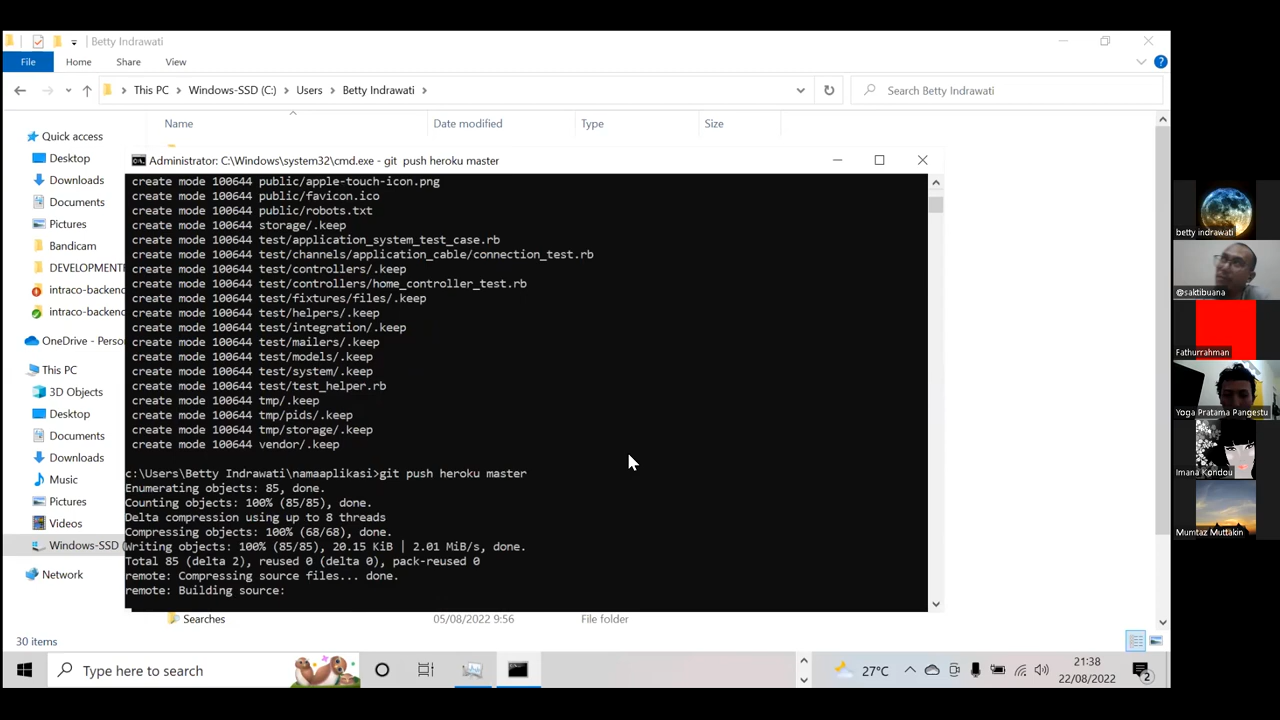 Betty Indrawati
File Home Share View
This PC Windows-SSD (C:) Users Betty Indrawati
Search Betty Indrawati
Name Date modified Type Size
Quick access
Desktop
Downloads
Documents
Pictures
Bandicam
DEVELOPMENTF
intraco-backend
intraco-backend
OneDrive - Perso
This PC
3D Objects
Desktop
Documents
Downloads
Music
Pictures
Videos
Windows-SSD (
Network
Administrator: C:\Windows\system32\cmd.exe - git push heroku master
create mode 100644 public/apple-touch-icon.png
create mode 100644 public/favicon.ico
create mode 100644 public/robots.txt
create mode 100644 storage/.keep
create mode 100644 test/application_system_test_case.rb
create mode 100644 test/channels/application_cable/connection_test.rb
create mode 100644 test/controllers/.keep
create mode 100644 test/controllers/home_controller_test.rb
create mode 100644 test/fixtures/files/.keep
create mode 100644 test/helpers/.keep
create mode 100644 test/integration/.keep
create mode 100644 test/mailers/.keep
create mode 100644 test/models/.keep
create mode 100644 test/system/.keep
create mode 100644 test/test_helper.rb
create mode 100644 tmp/.keep
create mode 100644 tmp/pids/.keep
create mode 100644 tmp/storage/.keep
create mode 100644 vendor/.keep
c:\Users\Betty Indrawati\namaaplikasi>git push heroku master
Enumerating objects: 85, done.
Counting objects: 100% (85/85), done.
Delta compression using up to 8 threads
Compressing objects: 100% (68/68), done.
Writing objects: 100% (85/85), 20.15 KiB | 2.01 MiB/s, done.
Total 85 (delta 2), reused 0 (delta 0), pack-reused 0
remote: Compressing source files... done.
remote: Building source:
Searches 05/08/2022 9:56 File folder
30 items
Type here to search
27°C
21:38
22/08/2022
2
betty indrawati
@saktibuana
Fathurrahman
Yoga Pratama Pangestu
Imana Kondou
Mumtaz Muttakin